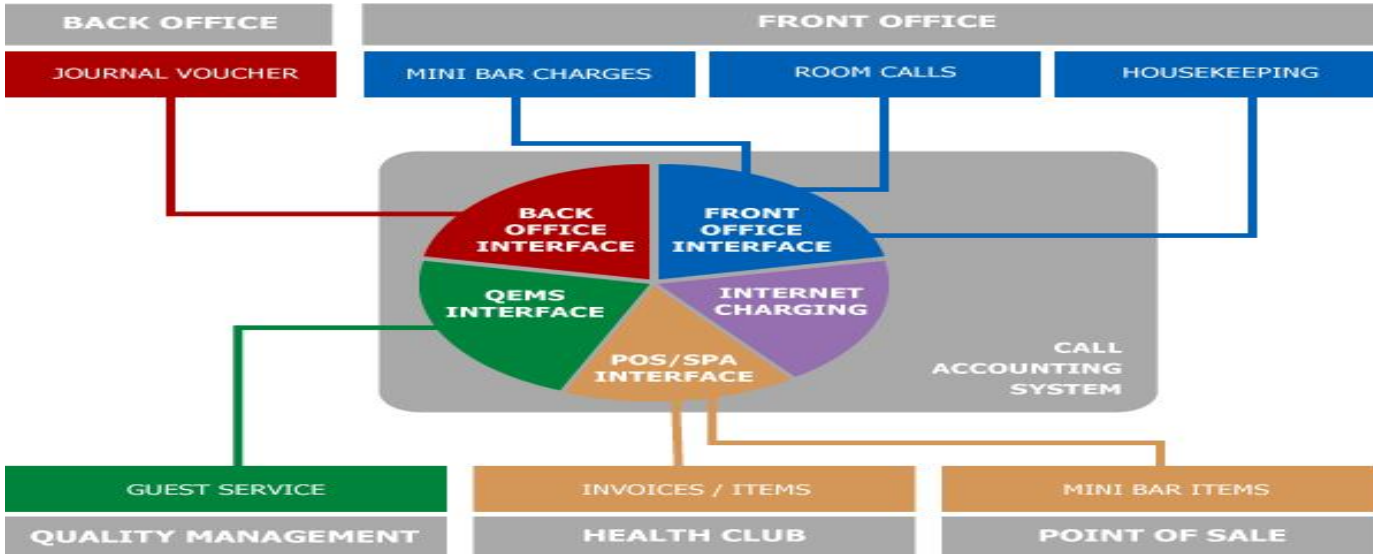 BACK OFFICE
FRONT OFFICE
JOURNAL VOUCHER
MINI BAR CHARGES
ROOM CALLS
HOUSEKEEPING
BACK
OFFICE
INTERFACE
FRONT
OFFICE
INTERFACE
QEMS
INTERFACE
INTERNET
CHARGING
POS/SPA
INTERFACE
CALL
ACCOUNTING
SYSTEM
GUEST SERVICE
INVOICES / ITEMS
MINI BAR ITEMS
QUALITY MANAGEMENT
HEALTH CLUB
POINT OF SALE